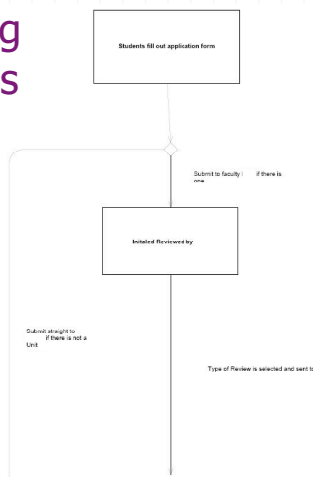 g
s
Students fill out application form
Submit to faculty if there is
one
Initaled Reviewed by
Submit straight to
if there is not a
Unit
Type of Review is selected and sent to